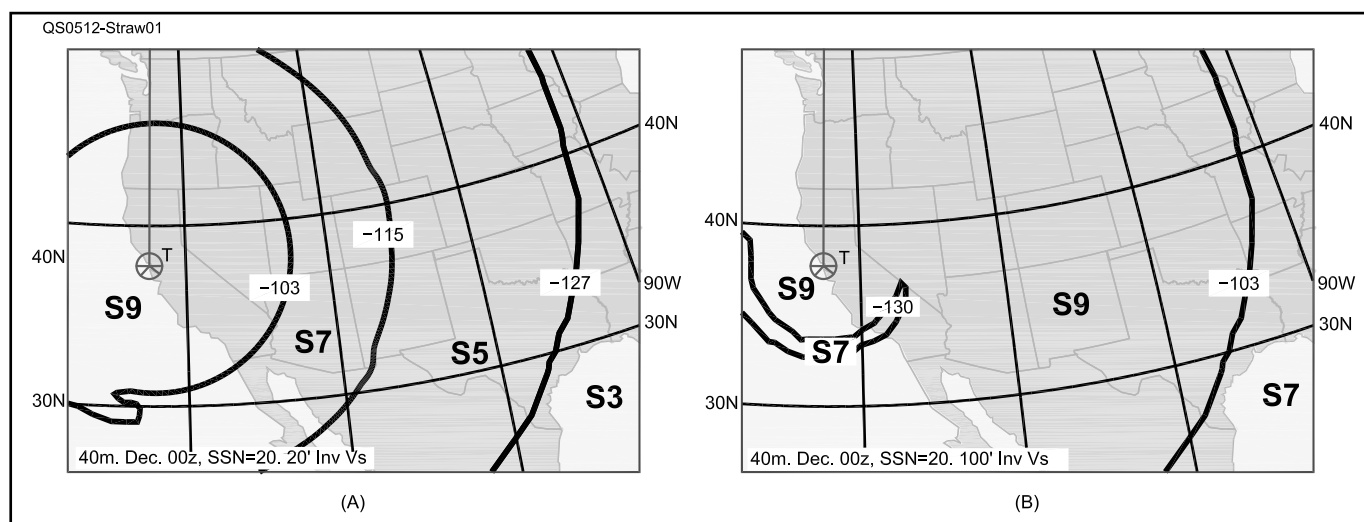 QS0512-Straw01
T
S9
−103
S7
−115
S5
−127
S3
40N
90W
30N
40N
30N
40m. Dec. 00z, SSN=20. 20' Inv Vs
(A)
T
S9
−130
S7
S9
−103
S7
40N
90W
30N
40N
30N
40m. Dec. 00z, SSN=20. 100' Inv Vs
(B)